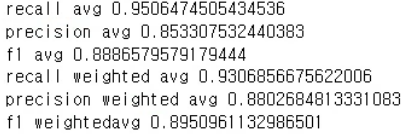 recall avg 0.9506474505434536
precision avg 0.853307532440383
f1 avg 0.8886579579179444
recall weighted avg 0.9306856675622006
precision weighted avg 0.8802684813331083
f1 weightedavg 0.8950961132986501